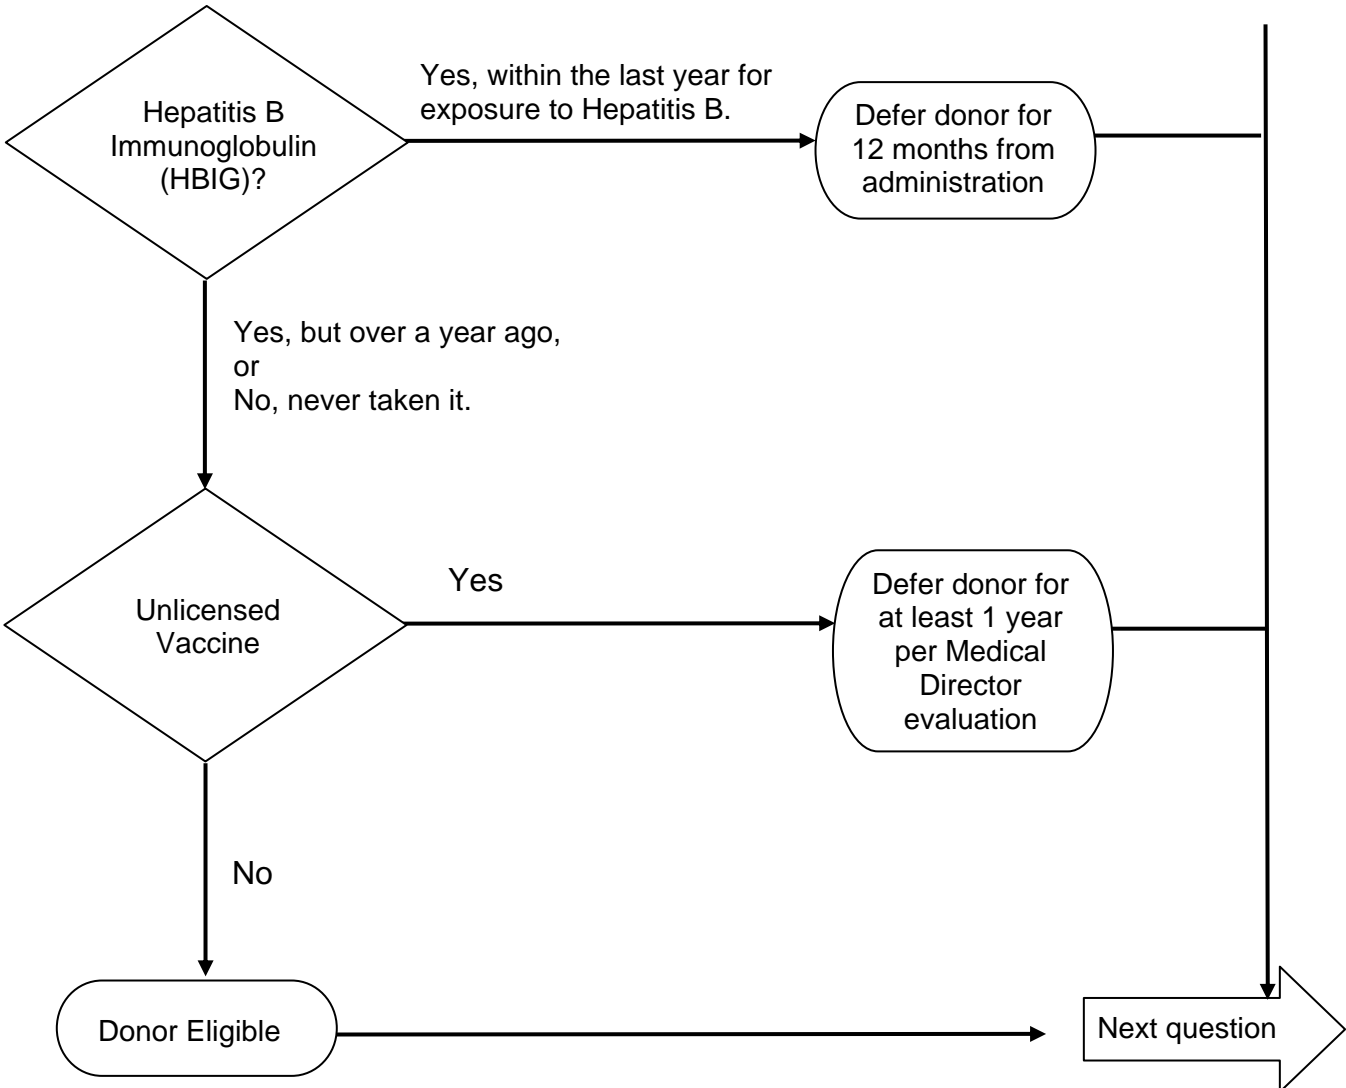 Hepatitis B
Immunoglobulin
(HBIG)?
Yes, within the last year for
exposure to Hepatitis B.
Defer donor for
12 months from
administration
Yes, but over a year ago,
or
No, never taken it.
Unlicensed
Vaccine
Yes
Defer donor for
at least 1 year
per Medical
Director
evaluation
No
Donor Eligible
Next question